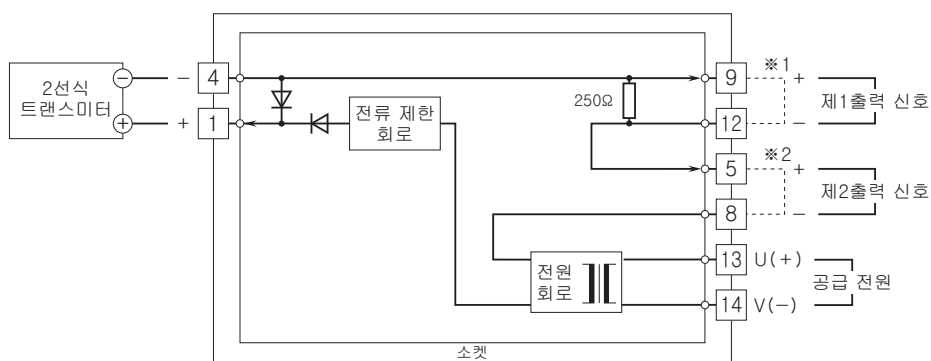 2선식
트랜스미터
−
+
−
+
4
1
전류 제한
회로
250Ω
9
12
5
8
13
14
※1
+
−
제1출력 신호
※2
+
−
제2출력 신호
전원
회로
U(+)
V(−)
공급 전원
소켓